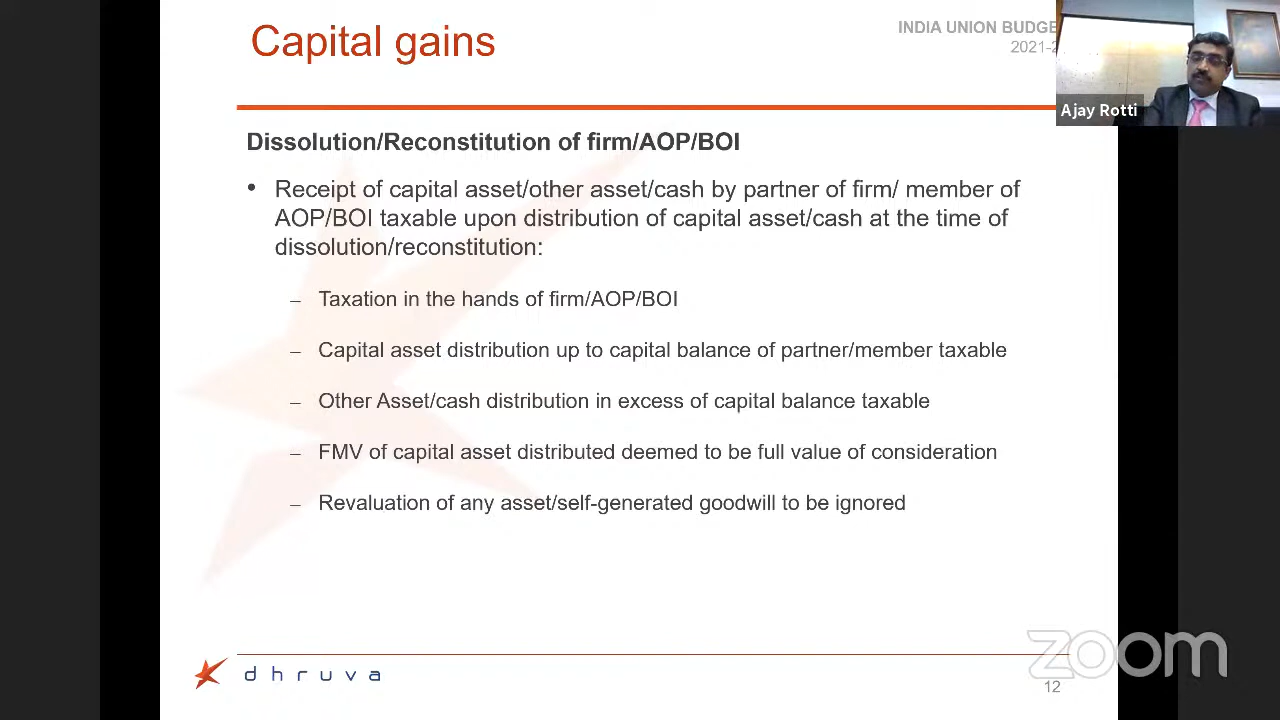 Capital gains
INDIA UNION BUDGE
2021-2
Ajay Rotti
Dissolution/Reconstitution of firm/AOP/BOI
• Receipt of capital asset/other asset/cash by partner of firm/ member of
AOP/BOI taxable upon distribution of capital asset/cash at the time of
dissolution/reconstitution:
– Taxation in the hands of firm/AOP/BOI
– Capital asset distribution up to capital balance of partner/member taxable
– Other Asset/cash distribution in excess of capital balance taxable
– FMV of capital asset distributed deemed to be full value of consideration
– Revaluation of any asset/self-generated goodwill to be ignored
dhruva
zoom
12